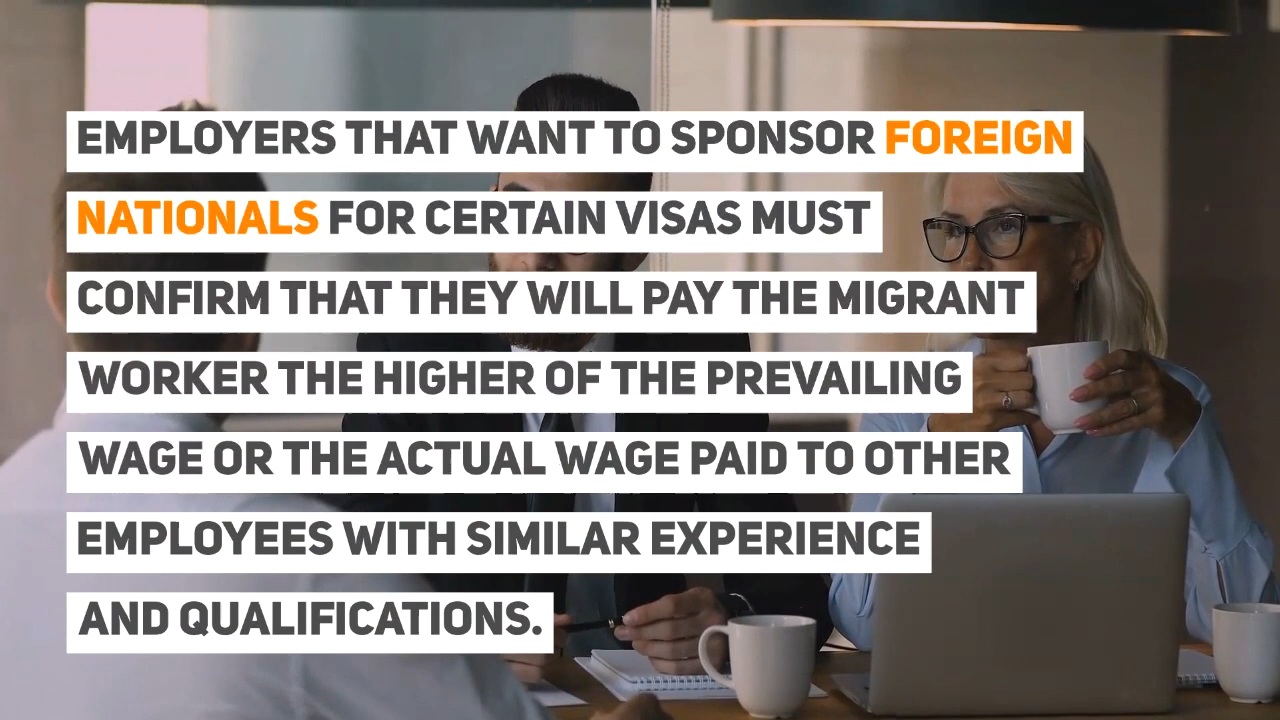 EMPLOYERS THAT WANT TO SPONSOR FOREIGN
NATIONALS FOR CERTAIN VISAS MUST
CONFIRM THAT THEY WILL PAY THE MIGRANT
WORKER THE HIGHER OF THE PREVAILING
WAGE OR THE ACTUAL WAGE PAID TO OTHER
EMPLOYEES WITH SIMILAR EXPERIENCE
AND QUALIFICATIONS.